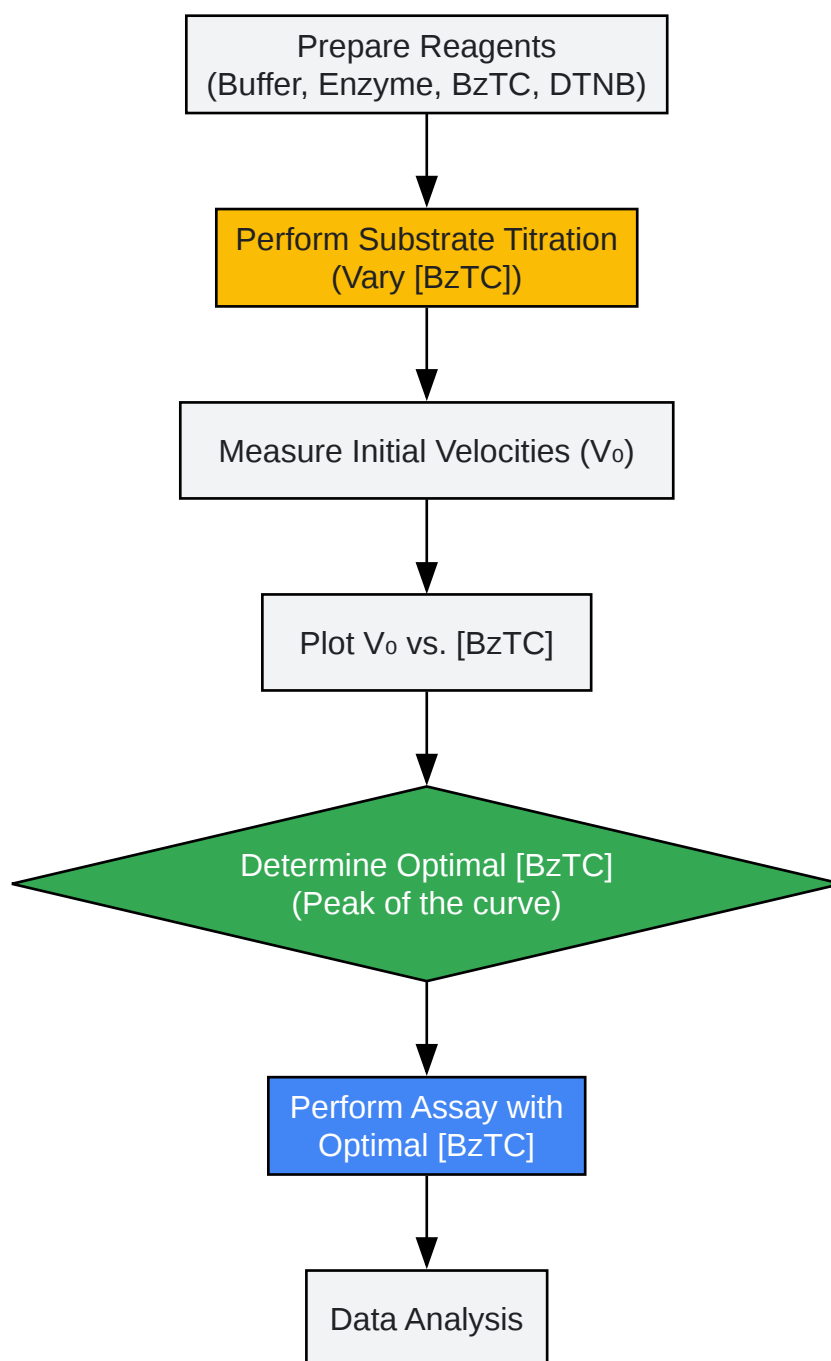 Prepare Reagents
(Buffer, Enzyme, BzTC, DTNB)
Perform Substrate Titration
(Vary [BzTC])
Measure Initial Velocities (V₀)
Plot V₀ vs. [BzTC]
Determine Optimal [BzTC]
(Peak of the curve)
Perform Assay with
Optimal [BzTC]
Data Analysis